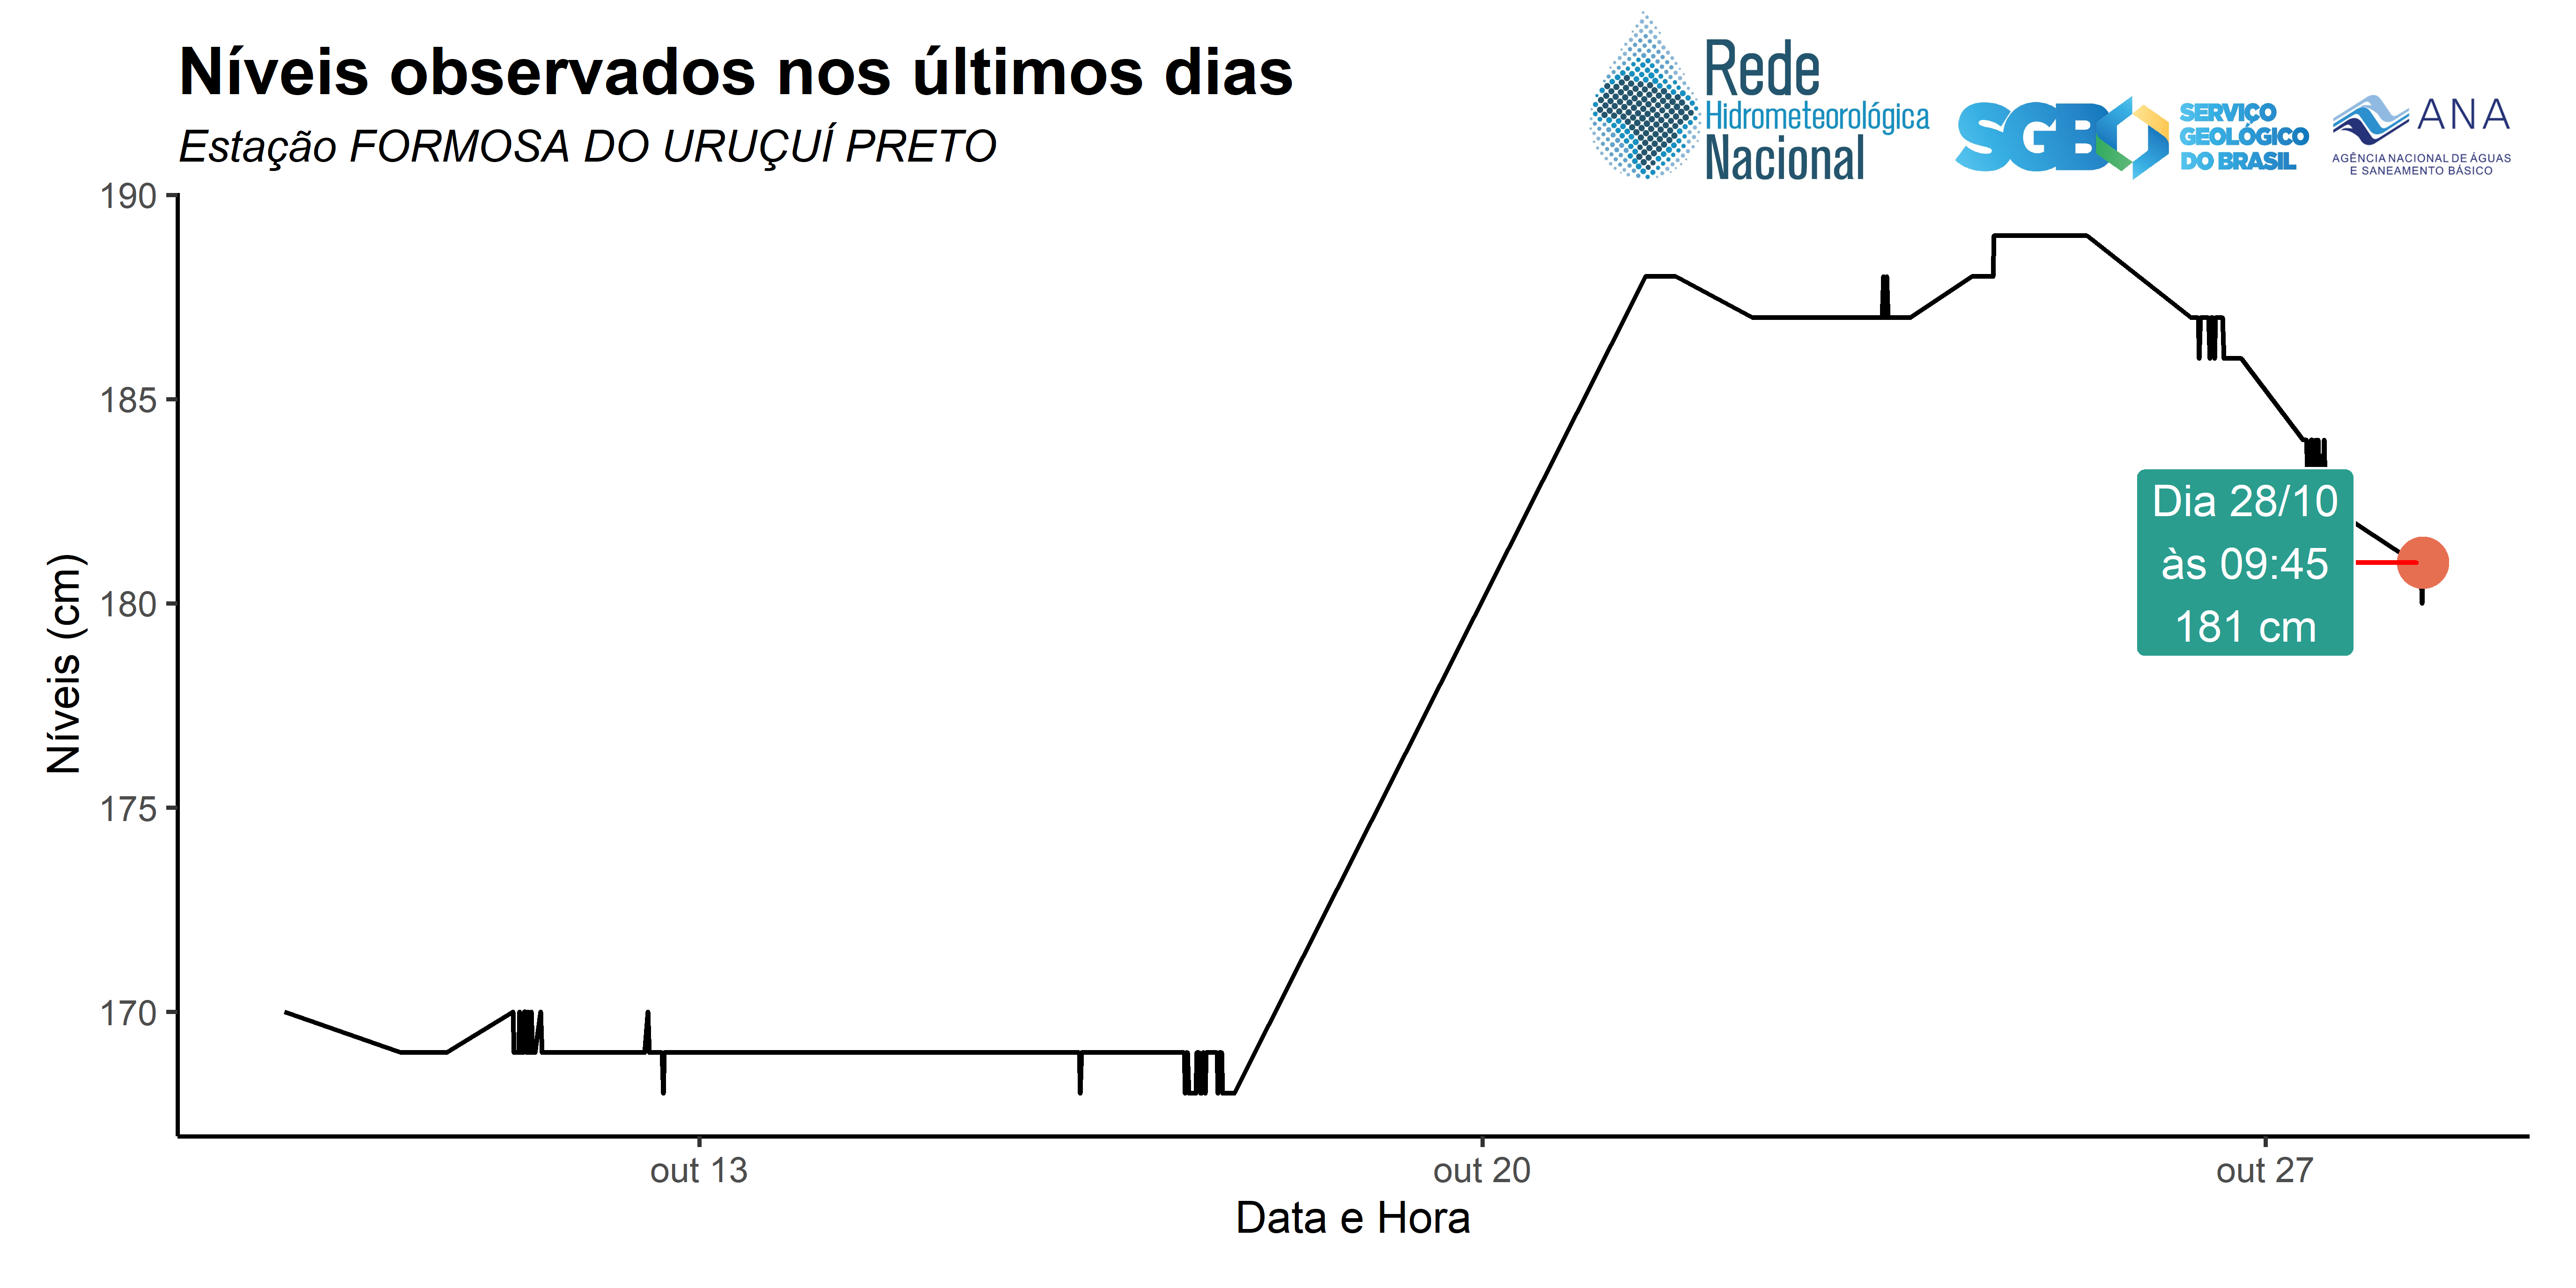 Níveis observados nos últimos dias
Estação FORMOSA DO URUÇUÍ PRETO
Rede
Hidrometeorológica
Nacional
SGB
SERVIÇO
GEOLÓGICO
DO BRASIL
ANA
AGÊNCIA NACIONAL DE ÁGUAS
E SANEAMENTO BÁSICO
190
185
180
175
170
Níveis (cm)
Dia 28/10
às 09:45
181 cm
out 13
out 20
out 27
Data e Hora